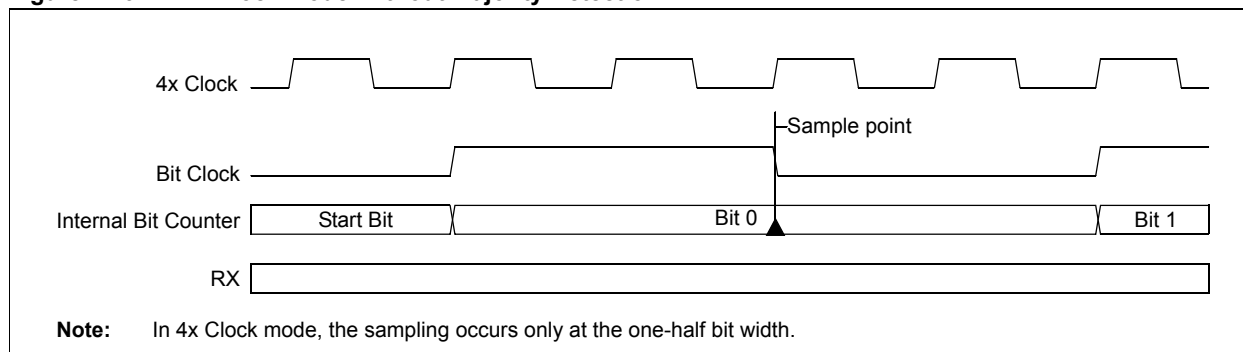 4x Clock
Sample point
Bit Clock
Internal Bit Counter
Start Bit
Bit 0
Bit 1
RX
Note: In 4x Clock mode, the sampling occurs only at the one-half bit width.